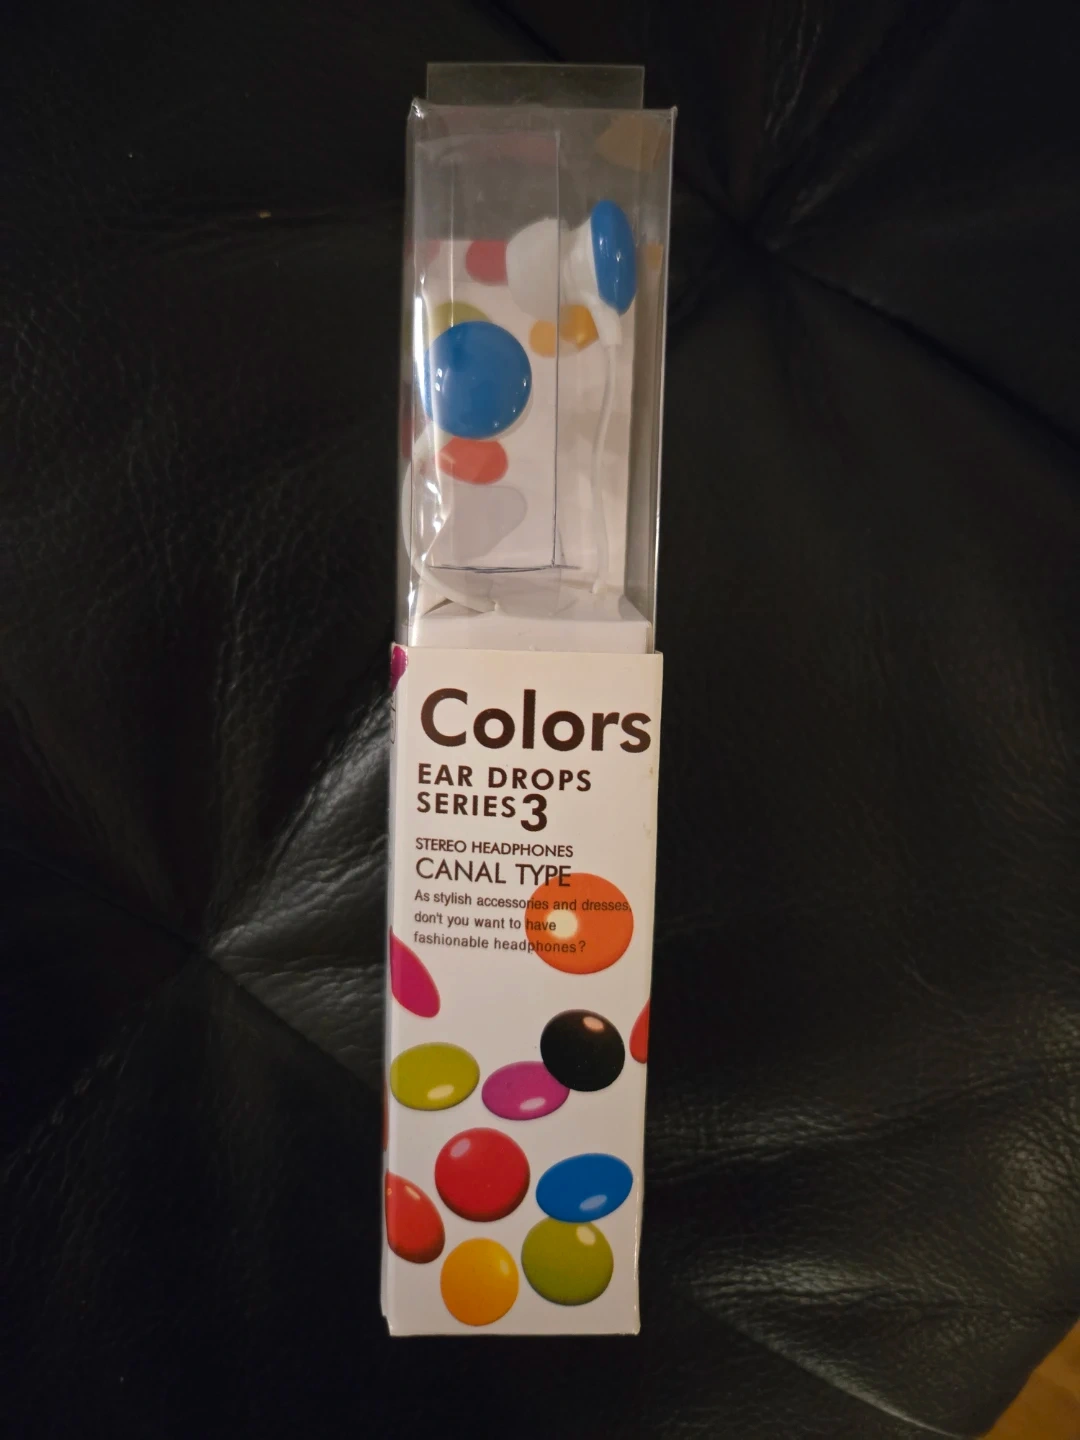 Colors
EAR DROPS
SERIES 3
STEREO HEADPHONES
CANAL TYPE
As stylish accessories and dresses,
don't you want to have
fashionable headphones?